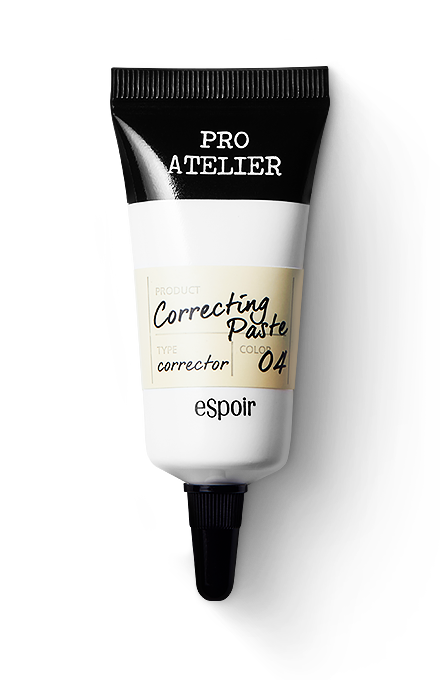 PRO
ATELIER
PRODUCT
Correcting
Paste
TYPE
corrector
COLOR
04
eSpoir